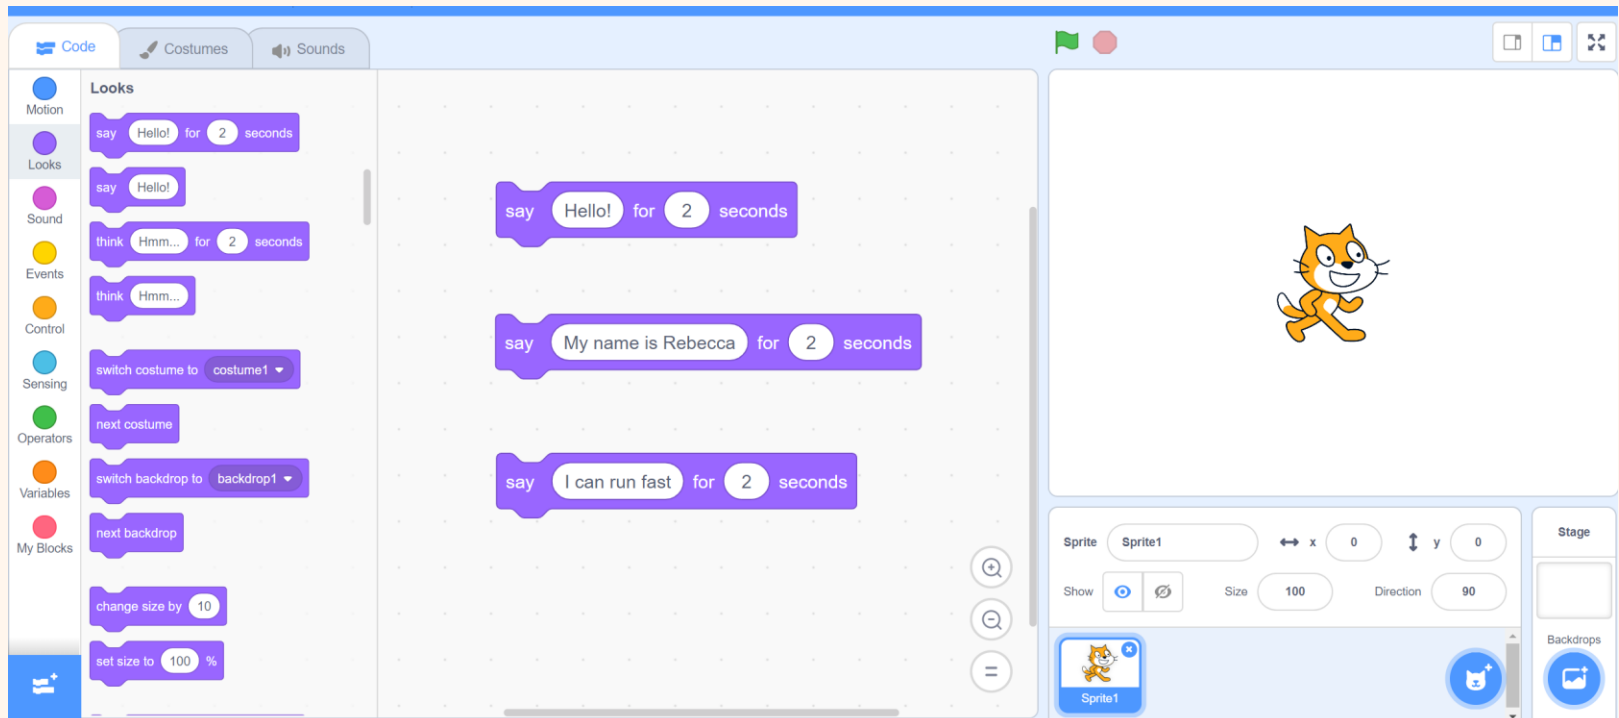 Code
Costumes
Sounds
Motion
Looks
Sound
Events
Control
Sensing
Operators
Variables
My Blocks
Looks
say Hello! for 2 seconds
say Hello!
think Hmm... for 2 seconds
think Hmm...
switch costume to costume1
next costume
switch backdrop to backdrop1
next backdrop
change size by 10
set size to 100 %
say Hello! for 2 seconds
say My name is Rebecca for 2 seconds
say I can run fast for 2 seconds
Sprite Sprite1 x 0 y 0
Show Size 100 Direction 90
Sprite1
Stage
Backdrops